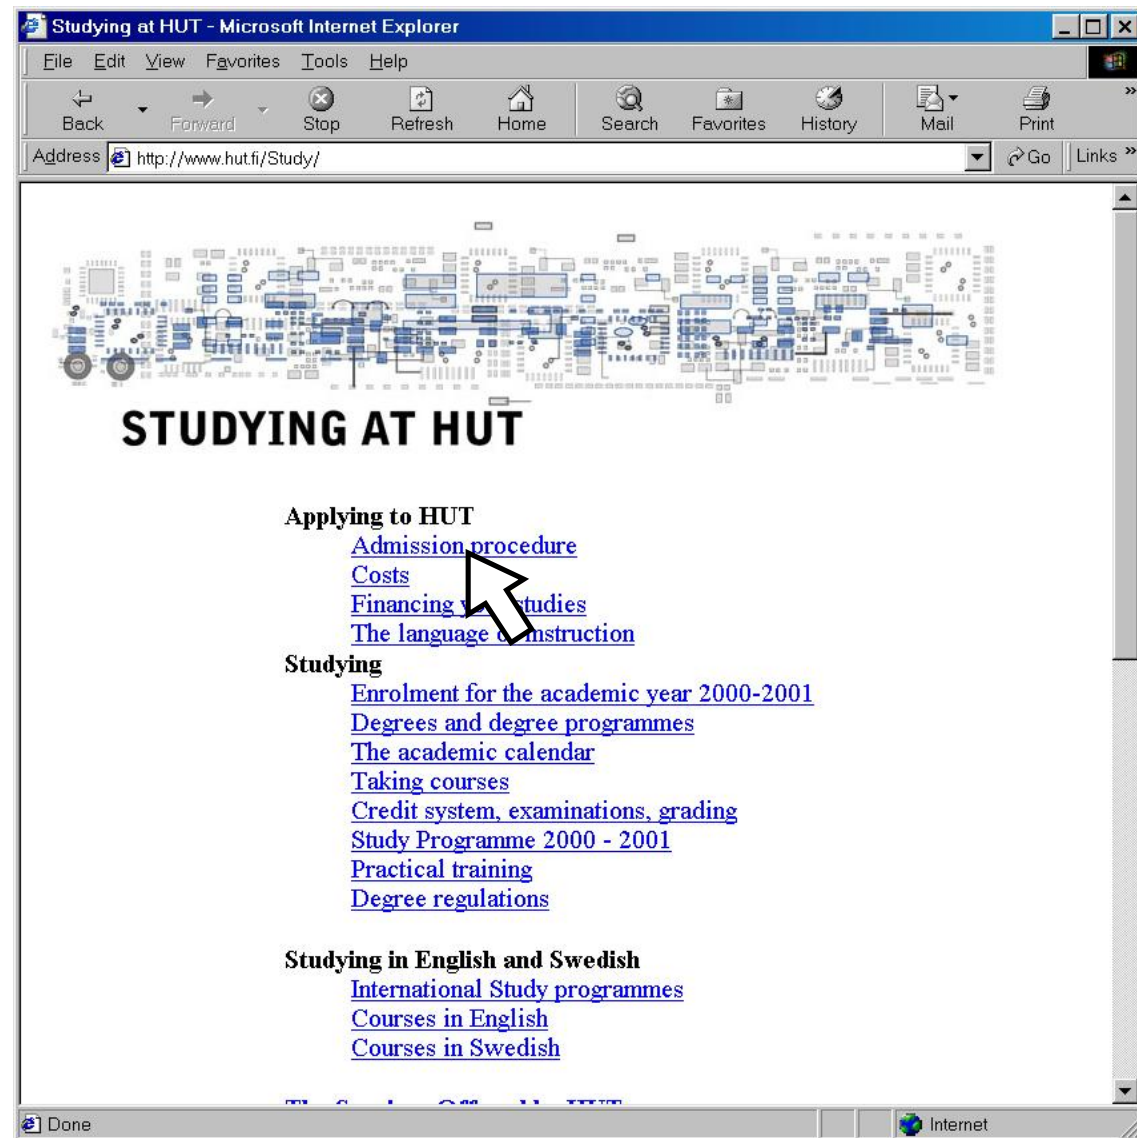 Studying at HUT - Microsoft Internet Explorer
File Edit View Favorites Tools Help
Back Forward Stop Refresh Home Search Favorites History Mail Print »
Address http://www.hut.fi/Study/ Go Links »
STUDYING AT HUT
Applying to HUT
Admission procedure
Costs
Financing studies
The language instruction
Studying
Enrolment for the academic year 2000-2001
Degrees and degree programmes
The academic calendar
Taking courses
Credit system, examinations, grading
Study Programme 2000 - 2001
Practical training
Degree regulations
Studying in English and Swedish
International Study programmes
Courses in English
Courses in Swedish
Done Internet